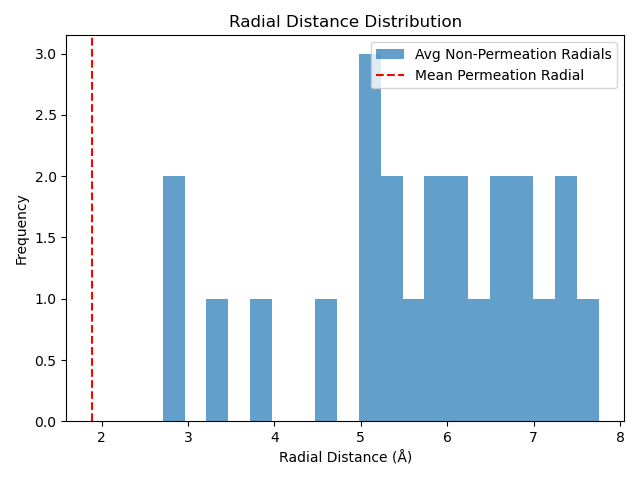 Radial Distance Distribution
Avg Non-Permeation Radials
Mean Permeation Radial
Frequency
3.0
2.5
2.0
1.5
1.0
0.5
0.0
2 3 4 5 6 7 8
Radial Distance (Å)